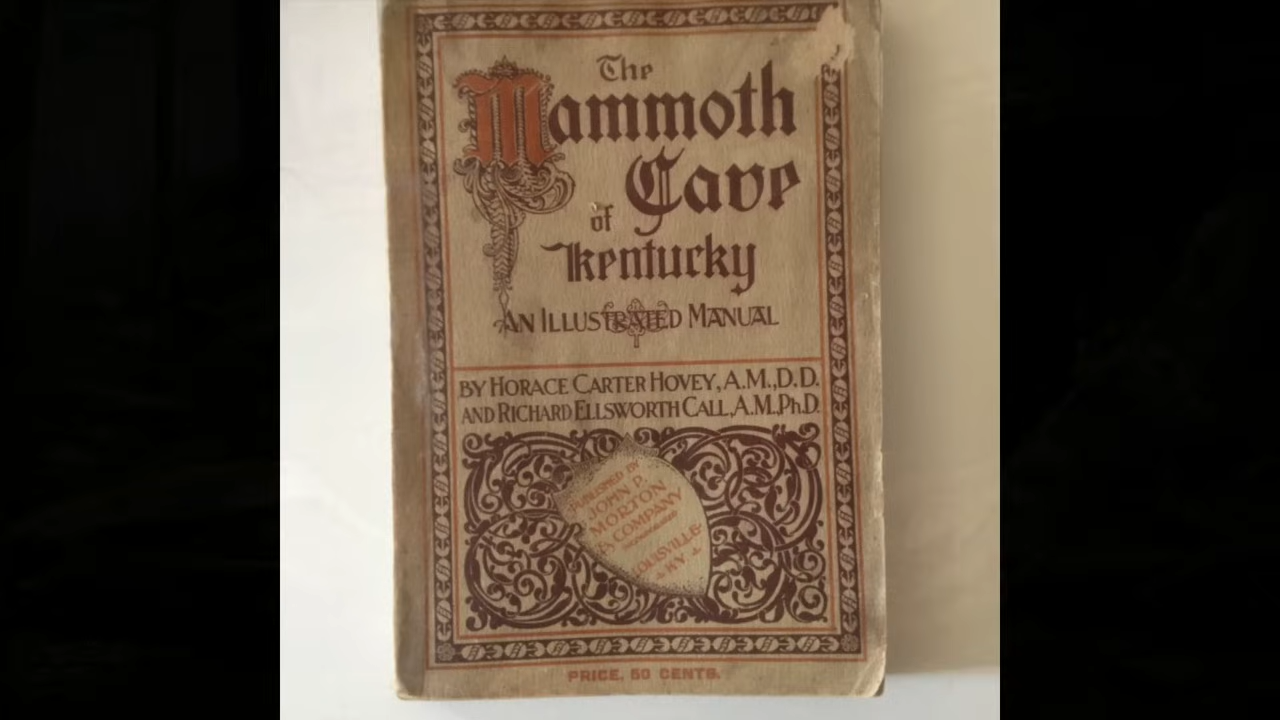 The
Mammoth
Cave
of
Kentucky
AN ILLUSTRATED MANUAL
BY HORACE CARTER HOVEY, A.M., D.D.
AND RICHARD ELLSWORTH CALL, A.M. Ph.D.
PUBLISHED BY
JOHN P.
MORTON
& COMPANY
LOUISVILLE
KY
PRICE, 50 CENTS.